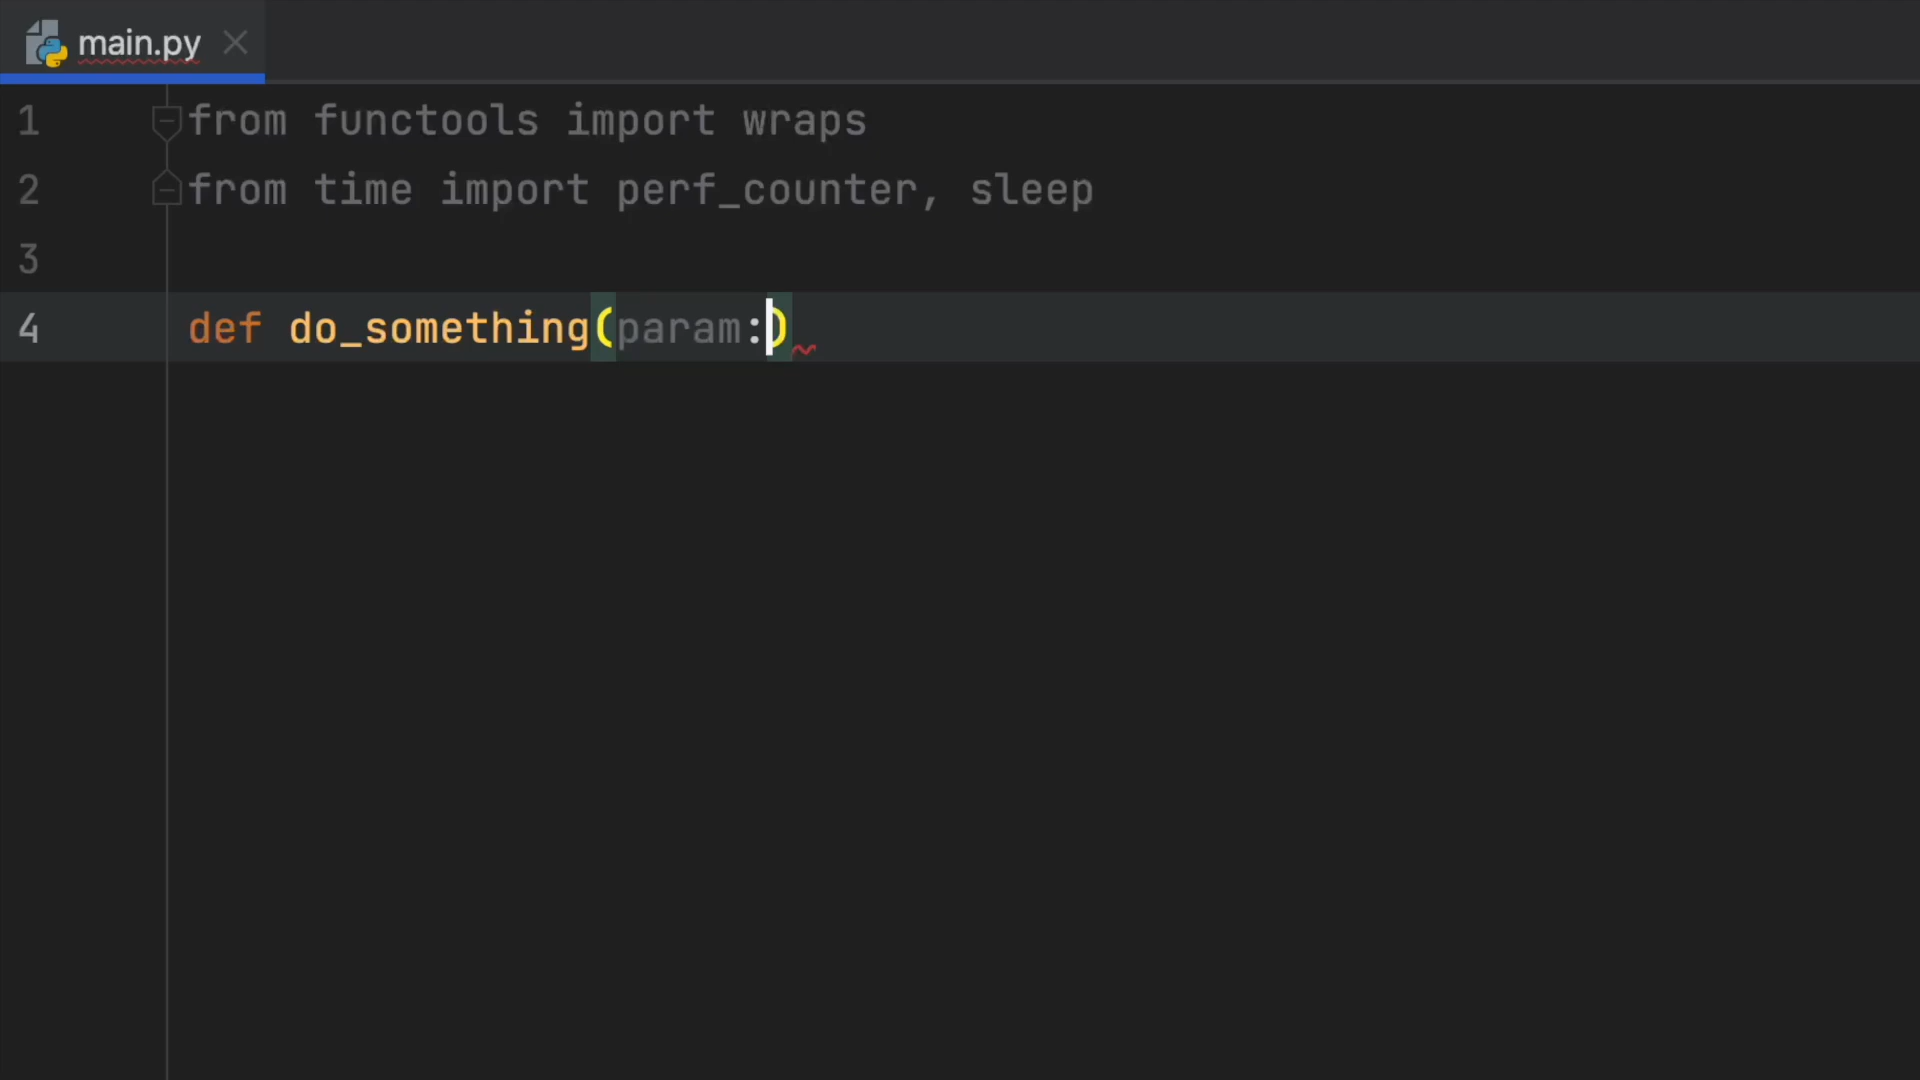 main.py
1 from functools import wraps
2 from time import perf_counter, sleep
3
4 def do_something(param:)